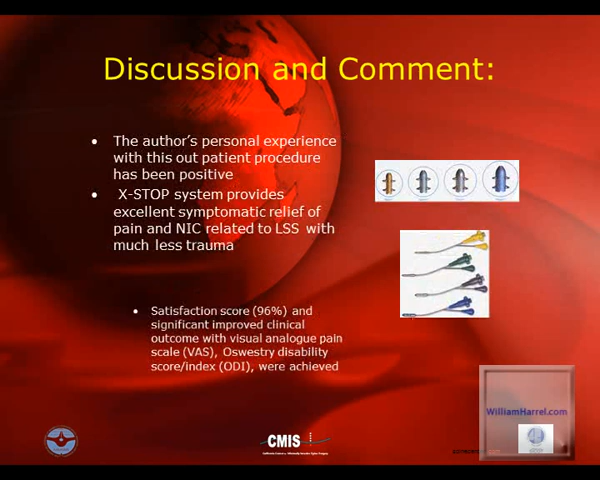 Discussion and Comment:
The author's personal experience
with this out patient procedure
has been positive
X-STOP system provides
excellent symptomatic relief of
pain and NIC related to LSS with
much less trauma
Satisfaction score (96%) and
significant improved clinical
outcome with visual analogue pain
scale (VAS), Oswestry disability
score/index (ODI), were achieved
WilliamHarrel.com
CMIS